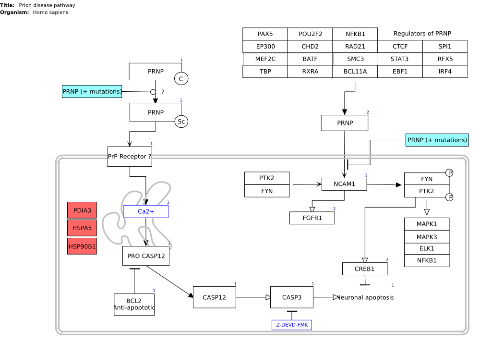 Title: Prion disease pathway
Organism: Homo sapiens
PAX5 POU2F2 NFKB1 Regulators of PRNP
EP300 CHD2 RAD21 CTCF SPI1
MEF2C BATF SMC3 STAT3 RFX5
TBP RXRA BCL11A EBF1 IRF4
PRNP
C
PRNP (+ mutations)
?
PRNP
Sc
PRNP
PRNP (+ mutations)
PrP Receptor ?
PTK2
FYN
NCAM1
FYN
PTK2
P
P
FGFR1
PDIA3
HSPA5
HSP90B1
Ca2+
PRO CASP12
MAPK1
MAPK3
ELK1
NFKB1
CREB1
BCL2
Anti-apoptotic
CASP12
CASP3
Neuronal apoptosis
Z-DEVD-FMK